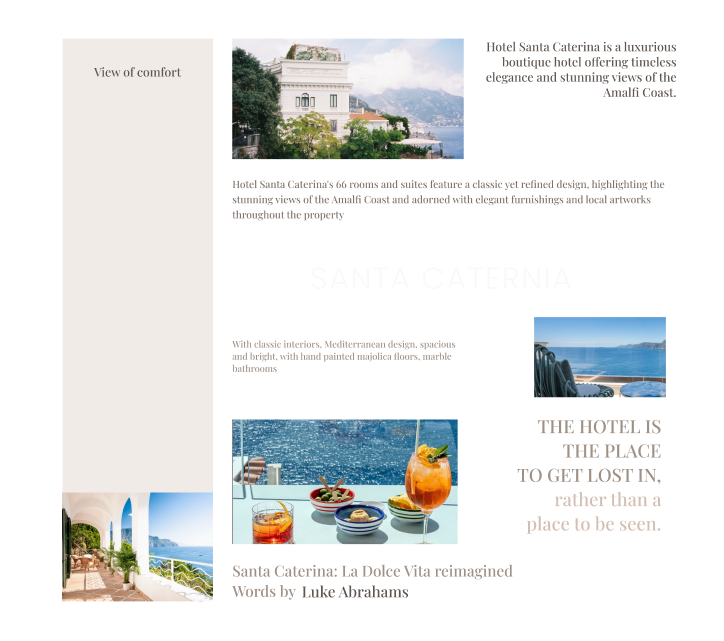 View of comfort
Hotel Santa Caterina is a luxurious
boutique hotel offering timeless
elegance and stunning views of the
Amalfi Coast.
Hotel Santa Caterina's 66 rooms and suites feature a classic yet refined design, highlighting the
stunning views of the Amalfi Coast and adorned with elegant furnishings and local artworks
throughout the property
SANTA CATERNIA
With classic interiors, Mediterranean design, spacious
and bright, with hand painted majolica floors, marble
bathrooms
THE HOTEL IS
THE PLACE
TO GET LOST IN,
rather than a
place to be seen.
Santa Caterina: La Dolce Vita reimagined
Words by Luke Abrahams